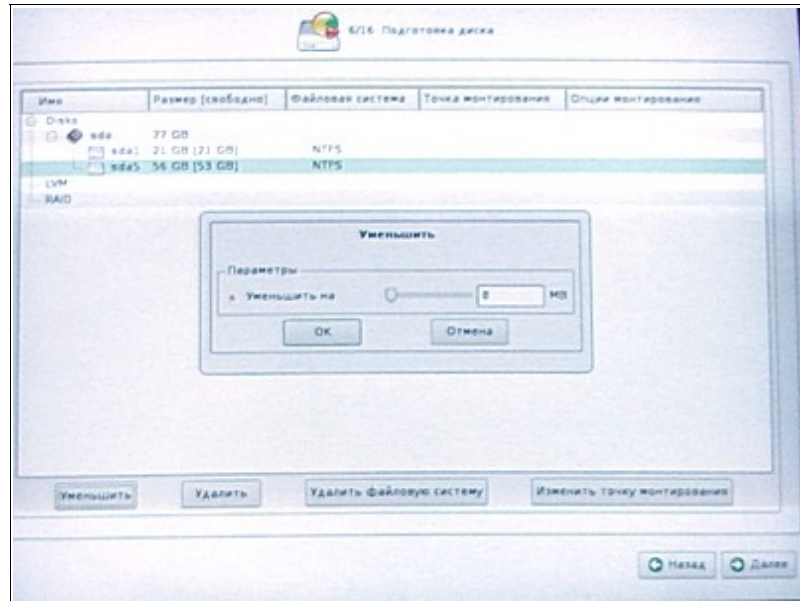 6/16 Подготовка диска
Имя Размер [свободно] Файловая система Точка монтирования Опции монтирования
Disks
sda 77 GB
sda1 21 GB [21 GB] NTFS
sda5 56 GB [53 GB] NTFS
LVM
RAID
Уменьшить
Параметры
Уменьшить на MB
OK Отмена
Уменьшить Удалить Удалить файловую систему Изменить точку монтирования
Назад Далее